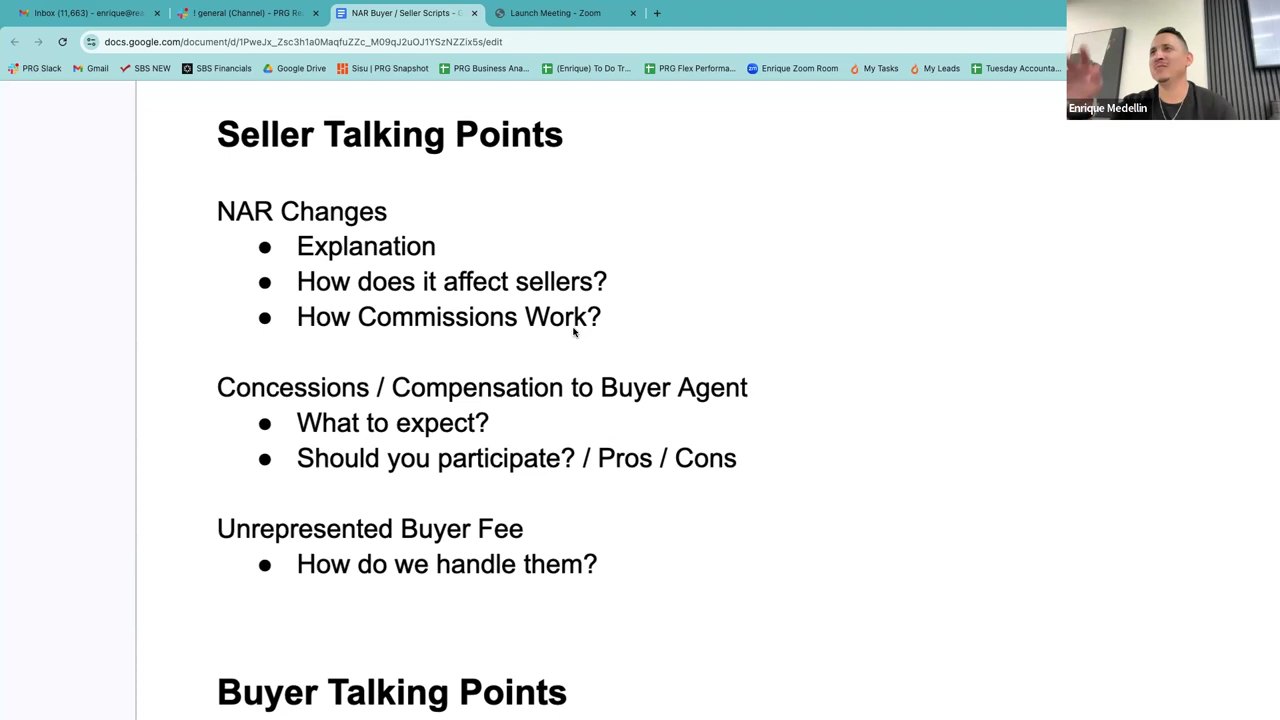 Inbox (11,663) - enrique@rea
! general (Channel) - PRG Re
NAR Buyer / Seller Scripts - G
Launch Meeting - Zoom
docs.google.com/document/d/1PweJx_Zsc3h1a0MaqfuZZc_M09qJ2uOJ1YSzNZZix5s/edit
PRG Slack
Gmail
SBS NEW
SBS Financials
Google Drive
Sisu | PRG Snapshot
PRG Business Ana...
(Enrique) To Do Tr...
PRG Flex Performa...
Enrique Zoom Room
My Tasks
My Leads
Tuesday Accounta...
Enrique Medellin
Seller Talking Points
NAR Changes
● Explanation
● How does it affect sellers?
● How Commissions Work?
Concessions / Compensation to Buyer Agent
● What to expect?
● Should you participate? / Pros / Cons
Unrepresented Buyer Fee
● How do we handle them?
Buyer Talking Points